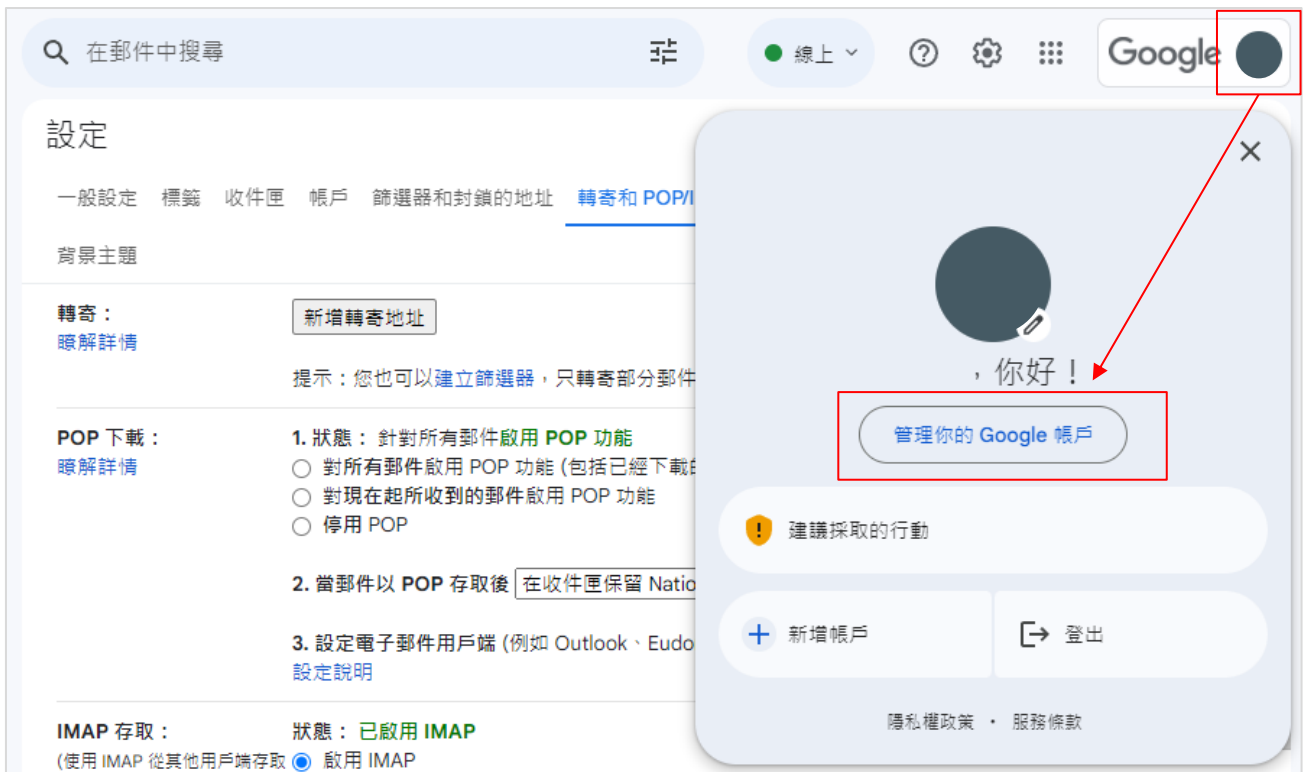 在郵件中搜尋
線上
Google
設定
一般設定 標籤 收件匣 帳戶 篩選器和封鎖的地址 轉寄和 POP/I
背景主題
轉寄：
瞭解詳情
新增轉寄地址
提示：您也可以建立篩選器，只轉寄部分郵件
POP 下載：
瞭解詳情
1. 狀態： 針對所有郵件啟用 POP 功能
對所有郵件啟用 POP 功能 (包括已經下載的
對現在起所收到的郵件啟用 POP 功能
停用 POP
2. 當郵件以 POP 存取後 在收件匣保留 Natio
3. 設定電子郵件用戶端 (例如 Outlook、Eudo
設定說明
IMAP 存取：
(使用 IMAP 從其他用戶端存取
狀態： 已啟用 IMAP
啟用 IMAP
，你好！
管理你的 Google 帳戶
建議採取的行動
新增帳戶
登出
隱私權政策 • 服務條款